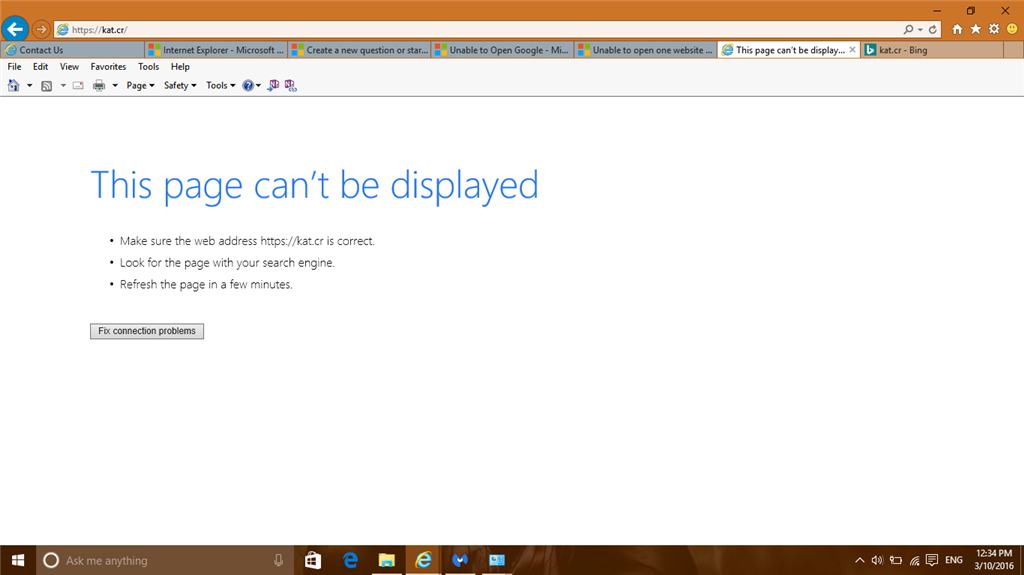 https://kat.cr/
Contact Us
Internet Explorer - Microsoft ...
Create a new question or star...
Unable to Open Google - Mi...
Unable to open one website ...
This page can't be display...
kat.cr - Bing
File Edit View Favorites Tools Help
Page Safety Tools
This page can't be displayed
• Make sure the web address https://kat.cr is correct.
• Look for the page with your search engine.
• Refresh the page in a few minutes.
Fix connection problems
Ask me anything
ENG
12:34 PM
3/10/2016